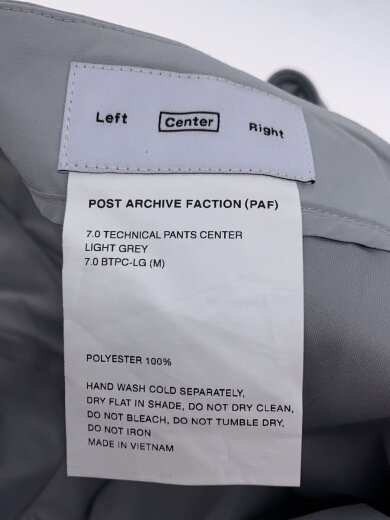 Left Center Right
POST ARCHIVE FACTION (PAF)
7.0 TECHNICAL PANTS CENTER
LIGHT GREY
7.0 BTPC-LG (M)
POLYESTER 100%
HAND WASH COLD SEPARATELY,
DRY FLAT IN SHADE, DO NOT DRY CLEAN,
DO NOT BLEACH, DO NOT TUMBLE DRY,
DO NOT IRON
MADE IN VIETNAM